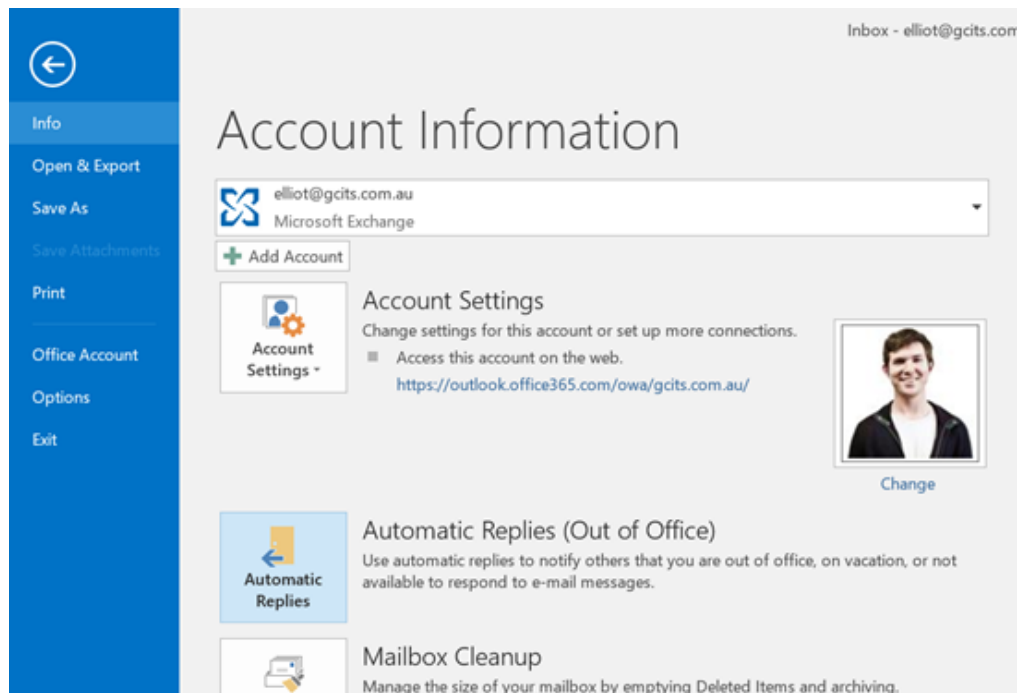 Inbox - elliot@gcits.com
Info
Account Information
Open & Export
elliot@gcits.com.au
Save As
Microsoft Exchange
Save Attachments
Add Account
Print
Account Settings
Change settings for this account or set up more connections.
Account
Settings
Access this account on the web.
https://outlook.office365.com/owa/gcits.com.au/
Office Account
Options
Exit
Change
Automatic Replies (Out of Office)
Use automatic replies to notify others that you are out of office, on vacation, or not
available to respond to e-mail messages.
Automatic
Replies
Mailbox Cleanup
Manage the size of your mailbox by emptying Deleted Items and archiving.